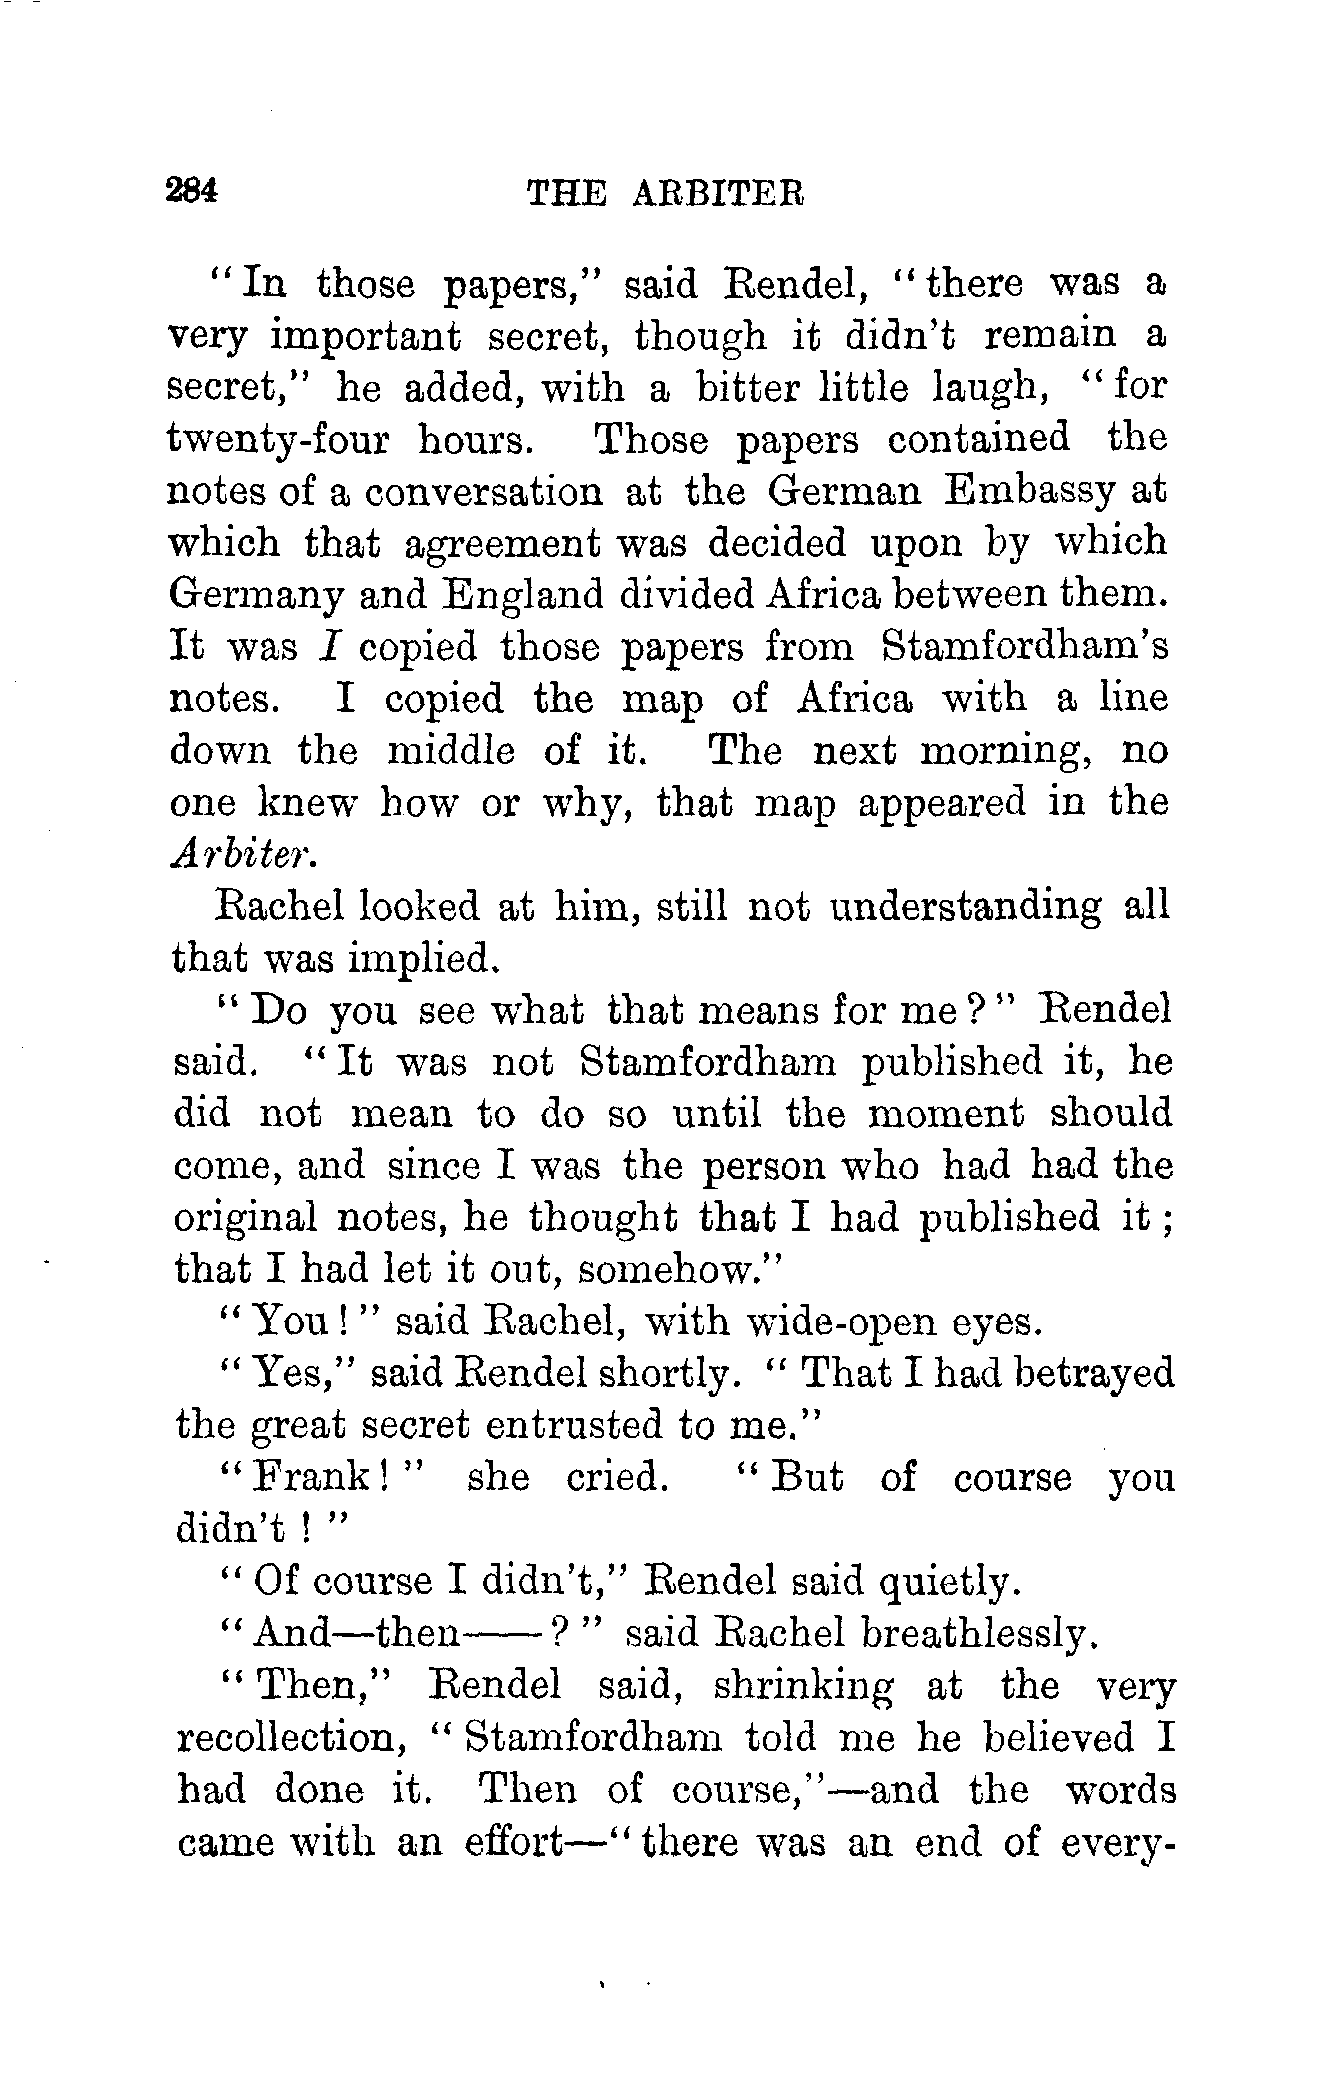 284 THE ARBITER
“In those papers,” said Rendel, “there was a
very important secret, though it didn’t remain a
secret,” he added, with a bitter little laugh, “for
twenty-four hours. Those papers contained the
notes of a conversation at the German Embassy at
which that agreement was decided upon by which
Germany and England divided Africa between them.
It was I copied those papers from Stamfordham’s
notes. I copied the map of Africa with a line
down the middle of it. The next morning, no
one knew how or why, that map appeared in the
Arbiter.
Rachel looked at him, still not understanding all
that was implied.
“Do you see what that means for me?” Rendel
said. “It was not Stamfordham published it, he
did not mean to do so until the moment should
come, and since I was the person who had had the
original notes, he thought that I had published it;
that I had let it out, somehow.”
“You!” said Rachel, with wide-open eyes.
“Yes,” said Rendel shortly. “That I had betrayed
the great secret entrusted to me.”
“Frank!” she cried. “But of course you
didn’t!”
“Of course I didn’t,” Rendel said quietly.
“And—then——?” said Rachel breathlessly.
“Then,” Rendel said, shrinking at the very
recollection, “Stamfordham told me he believed I
had done it. Then of course,”—and the words
came with an effort—“there was an end of every-